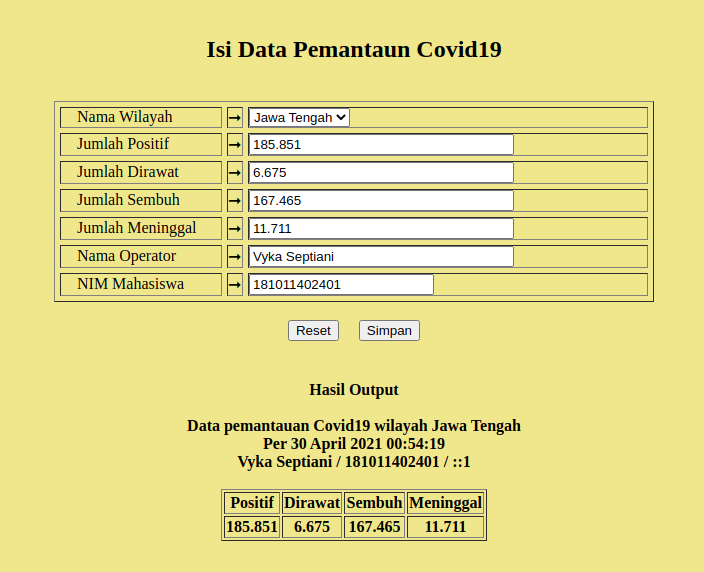 Isi Data Pemantaun Covid19
Nama Wilayah → Jawa Tengah
Jumlah Positif → 185.851
Jumlah Dirawat → 6.675
Jumlah Sembuh → 167.465
Jumlah Meninggal → 11.711
Nama Operator → Vyka Septiani
NIM Mahasiswa → 181011402401
Reset Simpan
Hasil Output
Data pemantauan Covid19 wilayah Jawa Tengah
Per 30 April 2021 00:54:19
Vyka Septiani / 181011402401 / ::1
Positif Dirawat Sembuh Meninggal
185.851 6.675 167.465 11.711